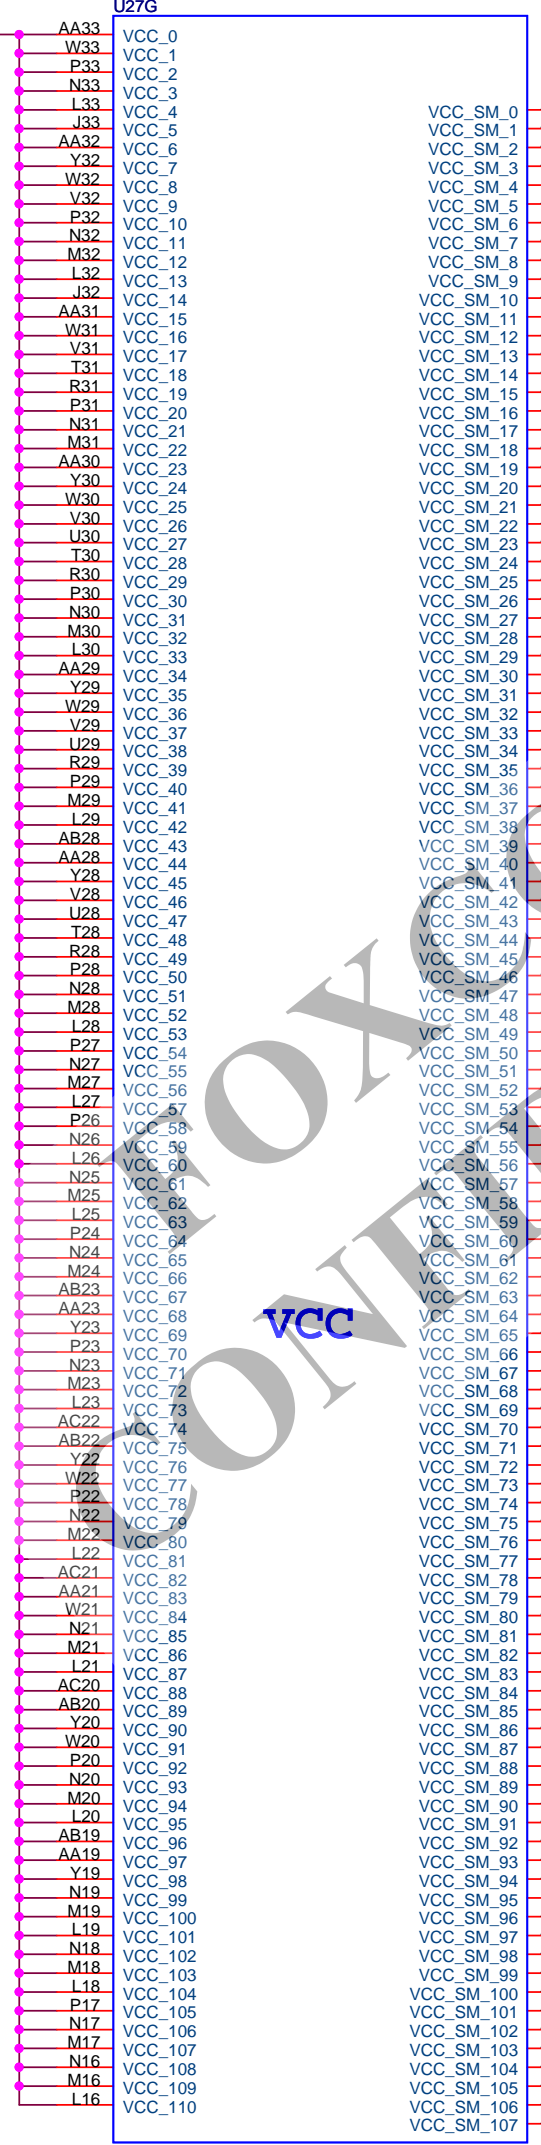 U27G
AA33 VCC_0
W33 VCC_1
P33 VCC_2
N33 VCC_3
L33 VCC_4
J33 VCC_5
AA32 VCC_6
Y32 VCC_7
W32 VCC_8
V32 VCC_9
P32 VCC_10
N32 VCC_11
M32 VCC_12
L32 VCC_13
J32 VCC_14
AA31 VCC_15
W31 VCC_16
V31 VCC_17
T31 VCC_18
R31 VCC_19
P31 VCC_20
N31 VCC_21
M31 VCC_22
AA30 VCC_23
Y30 VCC_24
W30 VCC_25
V30 VCC_26
U30 VCC_27
T30 VCC_28
R30 VCC_29
P30 VCC_30
N30 VCC_31
M30 VCC_32
L30 VCC_33
AA29 VCC_34
Y29 VCC_35
W29 VCC_36
V29 VCC_37
U29 VCC_38
R29 VCC_39
P29 VCC_40
M29 VCC_41
L29 VCC_42
AB28 VCC_43
AA28 VCC_44
Y28 VCC_45
V28 VCC_46
U28 VCC_47
T28 VCC_48
R28 VCC_49
P28 VCC_50
N28 VCC_51
M28 VCC_52
L28 VCC_53
P27 VCC_54
N27 VCC_55
M27 VCC_56
L27 VCC_57
P26 VCC_58
N26 VCC_59
L26 VCC_60
N25 VCC_61
M25 VCC_62
L25 VCC_63
P24 VCC_64
N24 VCC_65
M24 VCC_66
AB23 VCC_67
AA23 VCC_68
Y23 VCC_69
P23 VCC_70
N23 VCC_71
M23 VCC_72
L23 VCC_73
AC22 VCC_74
AB22 VCC_75
Y22 VCC_76
W22 VCC_77
P22 VCC_78
N22 VCC_79
M22 VCC_80
L22 VCC_81
AC21 VCC_82
AA21 VCC_83
W21 VCC_84
N21 VCC_85
M21 VCC_86
L21 VCC_87
AC20 VCC_88
AB20 VCC_89
Y20 VCC_90
W20 VCC_91
P20 VCC_92
N20 VCC_93
M20 VCC_94
L20 VCC_95
AB19 VCC_96
AA19 VCC_97
Y19 VCC_98
N19 VCC_99
M19 VCC_100
L19 VCC_101
N18 VCC_102
M18 VCC_103
L18 VCC_104
P17 VCC_105
N17 VCC_106
M17 VCC_107
N16 VCC_108
M16 VCC_109
L16 VCC_110
VCC
VCC_SM_0
VCC_SM_1
VCC_SM_2
VCC_SM_3
VCC_SM_4
VCC_SM_5
VCC_SM_6
VCC_SM_7
VCC_SM_8
VCC_SM_9
VCC_SM_10
VCC_SM_11
VCC_SM_12
VCC_SM_13
VCC_SM_14
VCC_SM_15
VCC_SM_16
VCC_SM_17
VCC_SM_18
VCC_SM_19
VCC_SM_20
VCC_SM_21
VCC_SM_22
VCC_SM_23
VCC_SM_24
VCC_SM_25
VCC_SM_26
VCC_SM_27
VCC_SM_28
VCC_SM_29
VCC_SM_30
VCC_SM_31
VCC_SM_32
VCC_SM_33
VCC_SM_34
VCC_SM_35
VCC_SM_36
VCC_SM_37
VCC_SM_38
VCC_SM_39
VCC_SM_40
VCC_SM_41
VCC_SM_42
VCC_SM_43
VCC_SM_44
VCC_SM_45
VCC_SM_46
VCC_SM_47
VCC_SM_48
VCC_SM_49
VCC_SM_50
VCC_SM_51
VCC_SM_52
VCC_SM_53
VCC_SM_54
VCC_SM_55
VCC_SM_56
VCC_SM_57
VCC_SM_58
VCC_SM_59
VCC_SM_60
VCC_SM_61
VCC_SM_62
VCC_SM_63
VCC_SM_64
VCC_SM_65
VCC_SM_66
VCC_SM_67
VCC_SM_68
VCC_SM_69
VCC_SM_70
VCC_SM_71
VCC_SM_72
VCC_SM_73
VCC_SM_74
VCC_SM_75
VCC_SM_76
VCC_SM_77
VCC_SM_78
VCC_SM_79
VCC_SM_80
VCC_SM_81
VCC_SM_82
VCC_SM_83
VCC_SM_84
VCC_SM_85
VCC_SM_86
VCC_SM_87
VCC_SM_88
VCC_SM_89
VCC_SM_90
VCC_SM_91
VCC_SM_92
VCC_SM_93
VCC_SM_94
VCC_SM_95
VCC_SM_96
VCC_SM_97
VCC_SM_98
VCC_SM_99
VCC_SM_100
VCC_SM_101
VCC_SM_102
VCC_SM_103
VCC_SM_104
VCC_SM_105
VCC_SM_106
VCC_SM_107
FOXC
CONFI